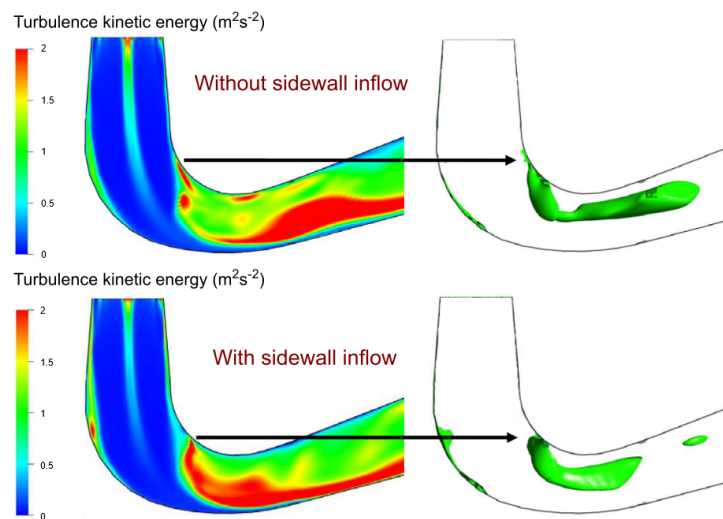 Turbulence kinetic energy (m²s⁻²)
2
1.5
1
0.5
0
Without sidewall inflow
Turbulence kinetic energy (m²s⁻²)
2
1.5
1
0.5
0
With sidewall inflow